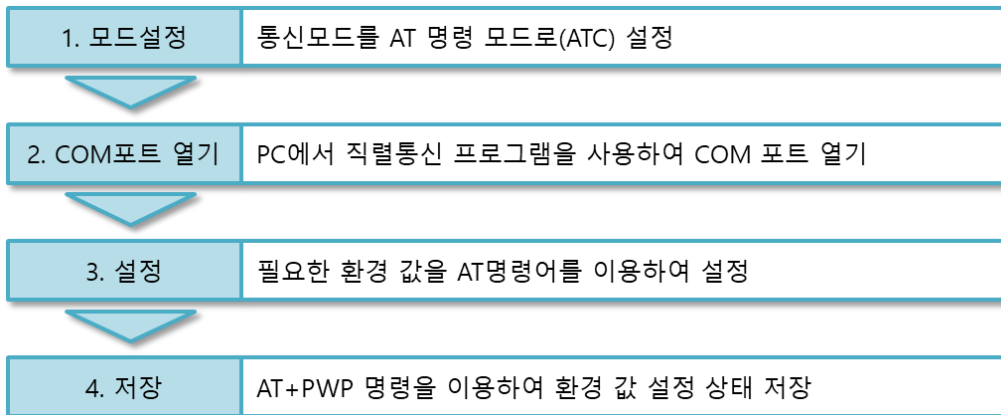 1. 모드설정
통신모드를 AT 명령 모드로(ATC) 설정
2. COM포트 열기
PC에서 직렬통신 프로그램을 사용하여 COM 포트 열기
3. 설정
필요한 환경 값을 AT명령어를 이용하여 설정
4. 저장
AT+PWP 명령을 이용하여 환경 값 설정 상태 저장